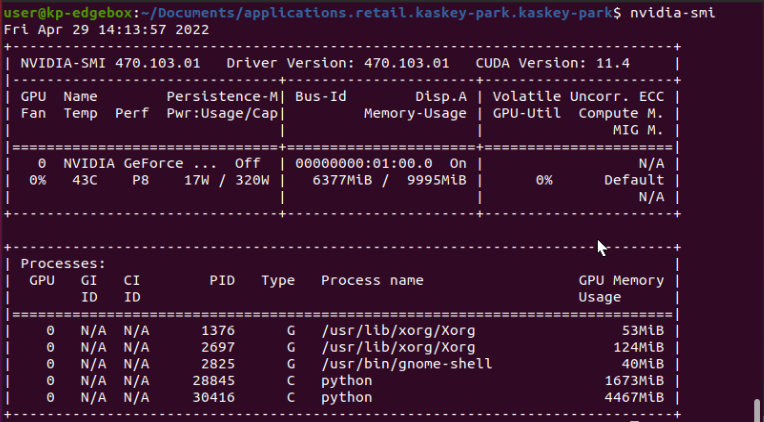 user@kp-edgebox:~/Documents/applications.retail.kaskey-park.kaskey-park$ nvidia-smi
Fri Apr 29 14:13:57 2022
+-----------------------------------------------------------------------------+
| NVIDIA-SMI 470.103.01   Driver Version: 470.103.01   CUDA Version: 11.4     |
|-------------------------------+----------------------+----------------------+
| GPU  Name        Persistence-M| Bus-Id        Disp.A | Volatile Uncorr. ECC |
| Fan  Temp  Perf  Pwr:Usage/Cap|         Memory-Usage | GPU-Util  Compute M. |
|                               |                      |               MIG M. |
|===============================+======================+======================|
|   0  NVIDIA GeForce ...  Off  | 00000000:01:00.0  On |                  N/A |
|  0%   43C    P8    17W / 320W |   6377MiB /  9995MiB |      0%      Default |
|                               |                      |                  N/A |
+-------------------------------+----------------------+----------------------+
+-----------------------------------------------------------------------------+
| Processes:                                                                  |
|  GPU   GI   CI        PID   Type   Process name                  GPU Memory |
|        ID   ID                                                   Usage      |
|=============================================================================|
|    0   N/A  N/A      1376      G   /usr/lib/xorg/Xorg                 53MiB |
|    0   N/A  N/A      2697      G   /usr/lib/xorg/Xorg                124MiB |
|    0   N/A  N/A      2825      G   /usr/bin/gnome-shell               40MiB |
|    0   N/A  N/A     28845      C   python                           1673MiB |
|    0   N/A  N/A     30416      C   python                           4467MiB |
+-----------------------------------------------------------------------------+